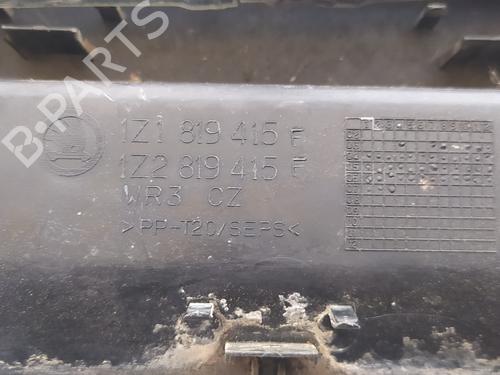 B-PARTS
1Z1 819 415 F
1Z2 819 415 F
WR3 CZ
>PP-T20/SEPS<